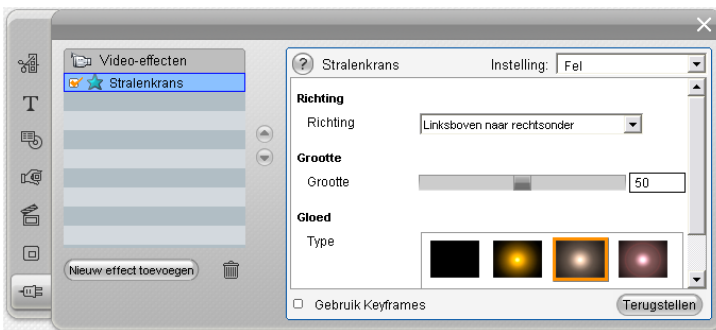 Video-effecten
Stralenkrans
Nieuw effect toevoegen
T
? Stralenkrans Instelling: Fel
Richting
Richting Linksboven naar rechtsonder
Grootte
Grootte 50
Gloed
Type
Gebruik Keyframes Terugstellen